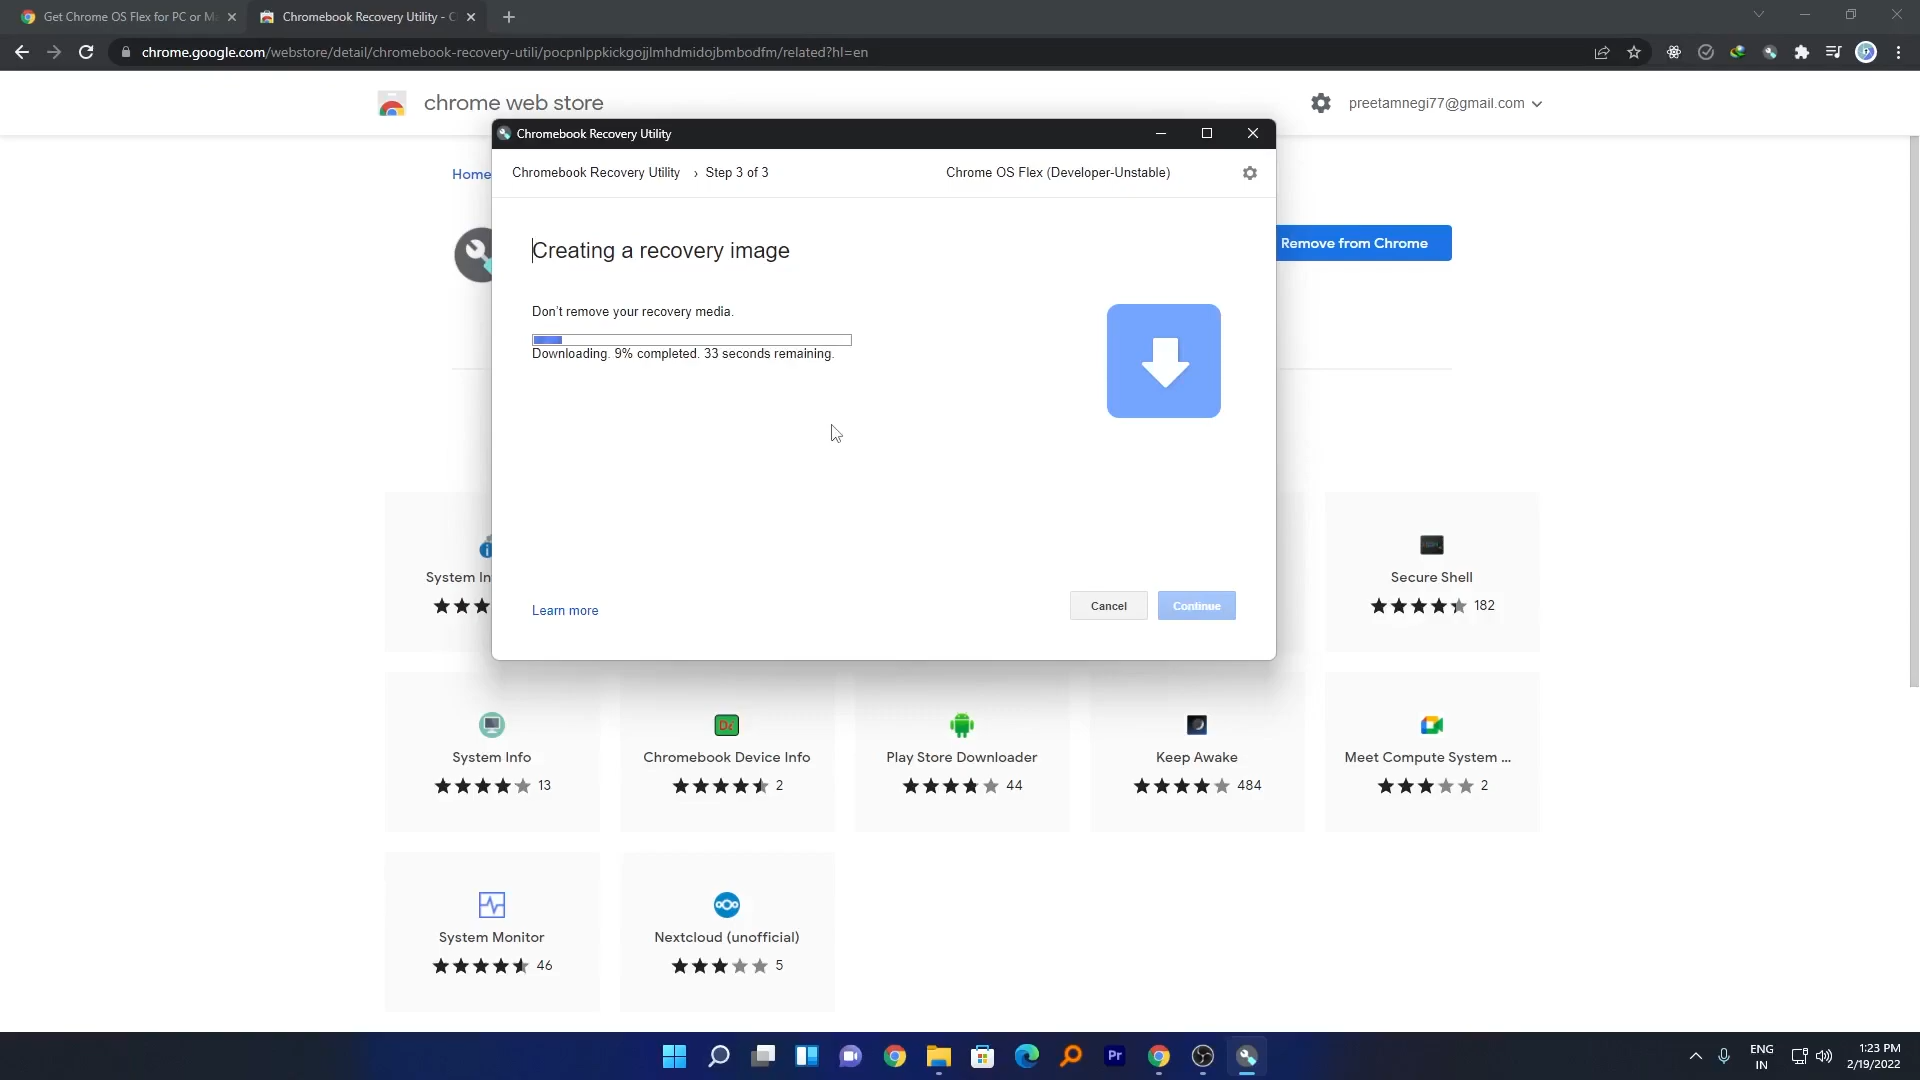 Get Chrome OS Flex for PC or Ma
Chromebook Recovery Utility - C
chrome.google.com/webstore/detail/chromebook-recovery-utili/pocpnlppkickgojjlmhdmidojbmbodfm/related?hl=en
chrome web store
preetamnegi77@gmail.com
Chromebook Recovery Utility
Home
Chromebook Recovery Utility › Step 3 of 3
Chrome OS Flex (Developer-Unstable)
Remove from Chrome
Creating a recovery image
Don't remove your recovery media.
Downloading. 9% completed. 33 seconds remaining.
Learn more
Cancel
Continue
System In
Secure Shell
182
System Info
13
Chromebook Device Info
2
Play Store Downloader
44
Keep Awake
484
Meet Compute System ...
2
System Monitor
46
Nextcloud (unofficial)
5
Pr
ENG
IN
1:23 PM
2/19/2022